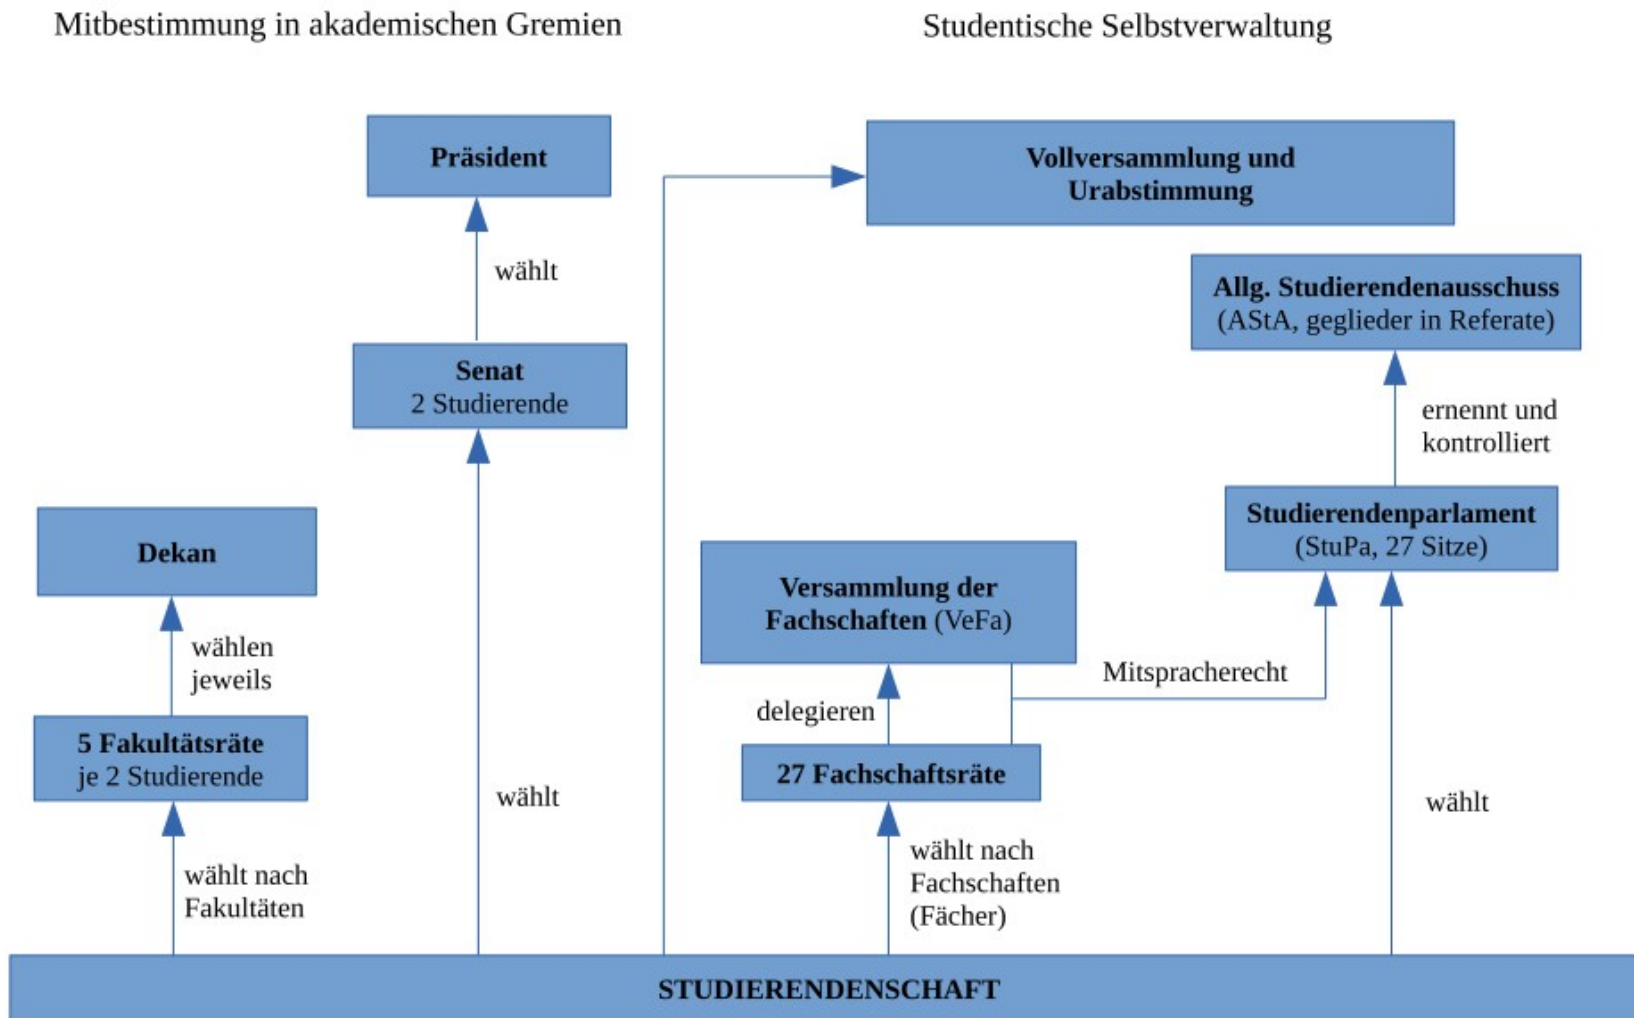 Mitbestimmung in akademischen Gremien
Studentische Selbstverwaltung
Präsident
Vollversammlung und
Urabstimmung
wählt
Allg. Studierendenausschuss
(AStA, geglieder in Referate)
Senat
2 Studierende
ernennt und
kontrolliert
Dekan
Studierendenparlament
(StuPa, 27 Sitze)
Versammlung der
Fachschaften (VeFa)
wählen
jeweils
Mitspracherecht
delegieren
5 Fakultätsräte
je 2 Studierende
27 Fachschaftsräte
wählt
wählt
wählt nach
Fakultäten
wählt nach
Fachschaften
(Fächer)
STUDIERENDENSCHAFT